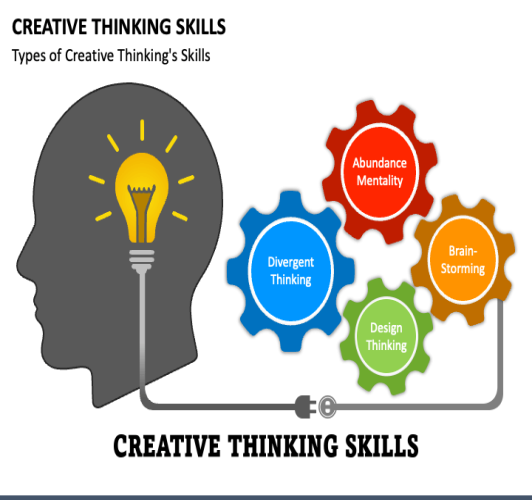 CREATIVE THINKING SKILLS
Types of Creative Thinking's Skills
Abundance
Mentality
Divergent
Thinking
Brain-
Storming
Design
Thinking
CREATIVE THINKING SKILLS